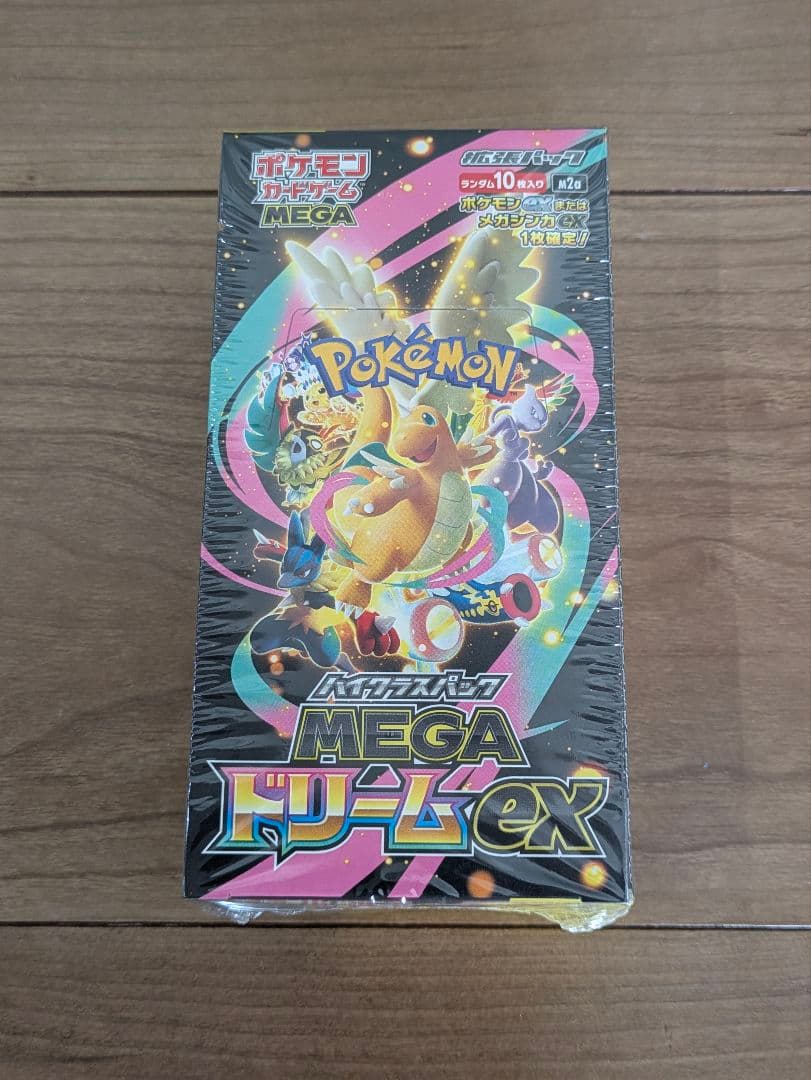 ポケモン
カードゲーム
MEGA
拡張パック
ランダム10枚入り M2a
ポケモンexまたは
メガシンカex
1枚確定!
POKéMON
TM
ハイクラスパック
MEGA
ドリームex